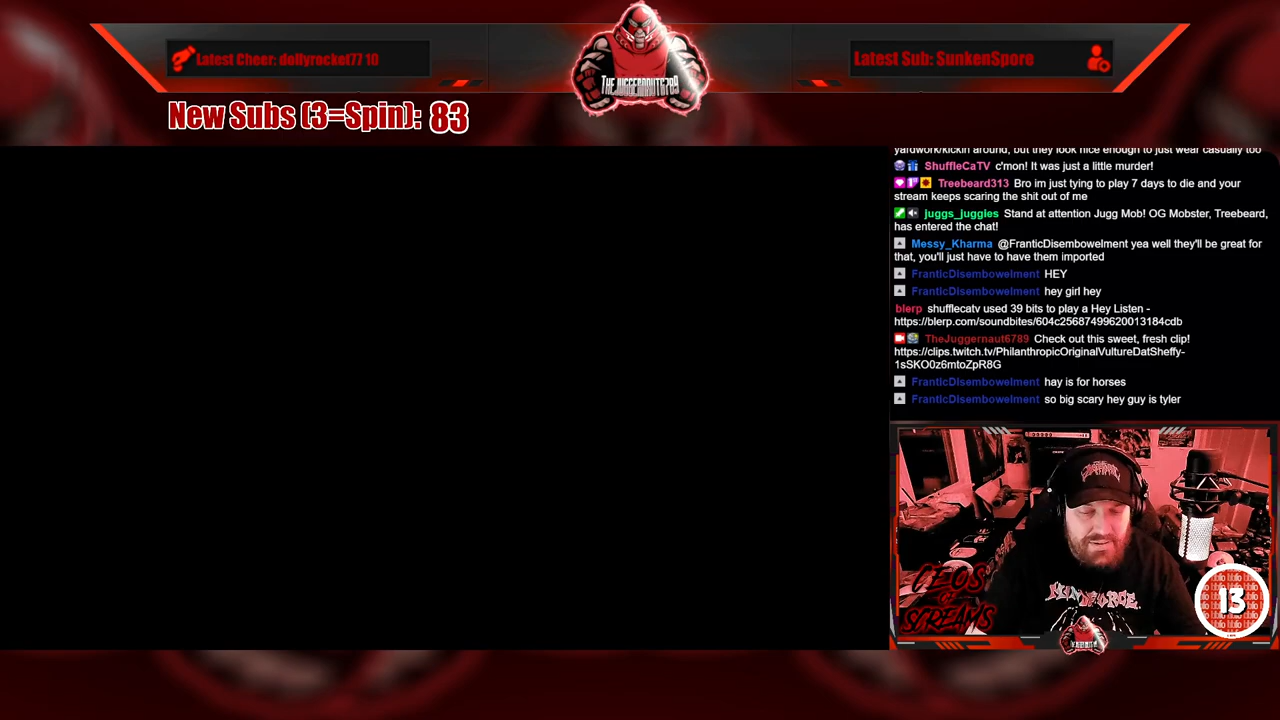 Latest Cheer: dollyrocket77 10
THEJUGGERNAUT6789
Latest Sub: SunkenSpore
New Subs (3=Spin): 83
yardwork/kickin around, but they look nice enough to just wear casually too
ShuffleCaTV c'mon! It was just a little murder!
Treebeard313 Bro im just tying to play 7 days to die and your
stream keeps scaring the shit out of me
juggs_juggles Stand at attention Jugg Mob! OG Mobster, Treebeard,
has entered the chat!
Messy_Kharma @FranticDisembowelment yea well they'll be great for
that, you'll just have to have them imported
FranticDisembowelment HEY
FranticDisembowelment hey girl hey
blerp shufflecatv used 39 bits to play a Hey Listen -
https://blerp.com/soundbites/604c25687499620013184cdb
TheJuggernaut6789 Check out this sweet, fresh clip!
https://clips.twitch.tv/PhilanthropicOriginalVultureDatSheffy-
1sSKO0z6mtoZpR8G
FranticDisembowelment hay is for horses
FranticDisembowelment so big scary hey guy is tyler
CEOS
OF
SCREAMS
MINDFORCE
13